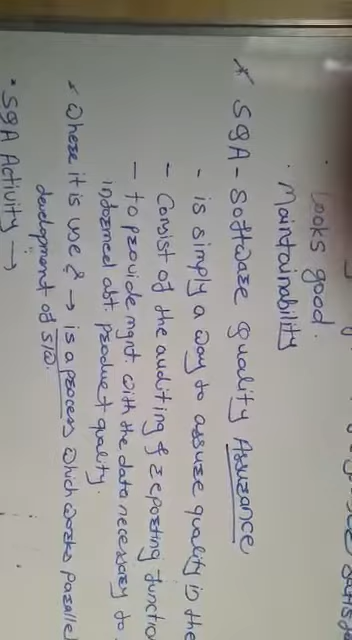 Looks good.
· Maintainability
* SQA - Software Quality Assurance
- is simply a way to assure quality in the
- Consist of the auditing & reporting function
- to provide mgnt. with the data necessary to
informed abt. product quality.
* Where it is use? → is a process which works parallel
development of S/W.
• SQA Activity →